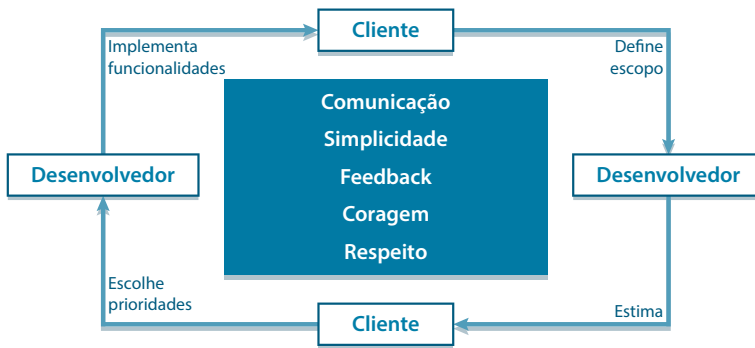 Cliente
Implementa
funcionalidades
Define
escopo
Comunicação
Simplicidade
Feedback
Coragem
Respeito
Desenvolvedor
Desenvolvedor
Escolhe
prioridades
Estima
Cliente